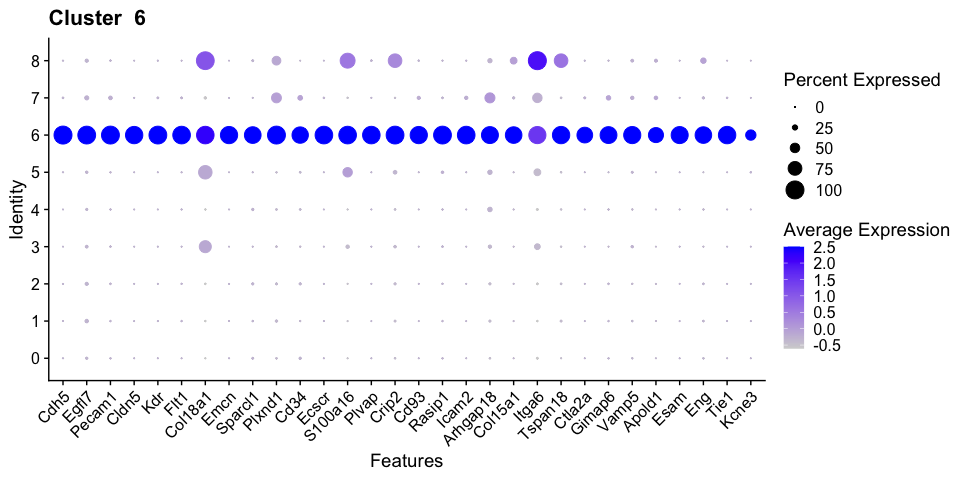 Cluster  6
Identity
8
7
6
5
4
3
2
1
0
Cdh5
Egfl7
Pecam1
Cldn5
Kdr
Flt1
Col18a1
Emcn
Sparcl1
Plxnd1
Cd34
Ecscr
S100a16
Plvap
Crip2
Cd93
Rasip1
Icam2
Arhgap18
Col15a1
Itga6
Tspan18
Ctla2a
Gimap6
Vamp5
Apold1
Esam
Eng
Tie1
Kcne3
Features
Percent Expressed
0
25
50
75
100
Average Expression
2.5
2.0
1.5
1.0
0.5
0.0
-0.5